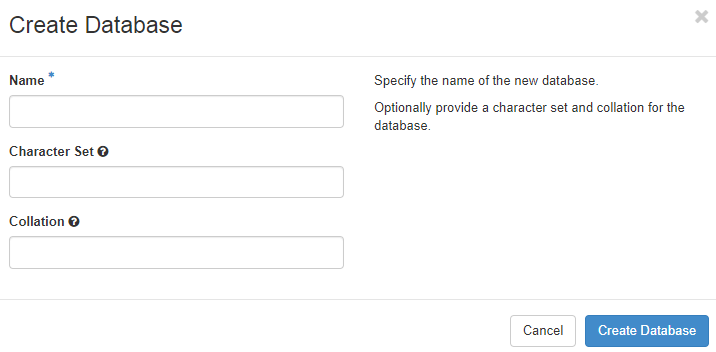 Create Database
×
Name *
Specify the name of the new database.
Optionally provide a character set and collation for the
database.
Character Set ?
Collation ?
Cancel
Create Database